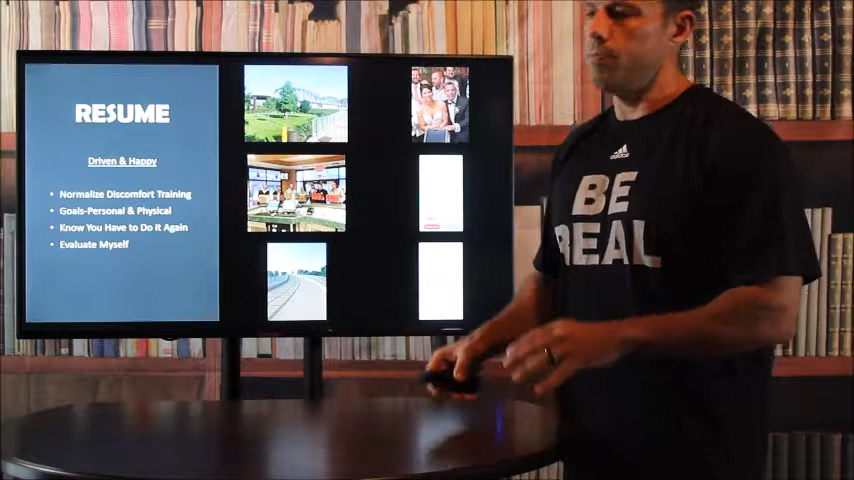 RESUME
Driven & Happy
• Normalize Discomfort Training
• Goals-Personal & Physical
• Know You Have to Do It Again
• Evaluate Myself
adidas
BE
REAL